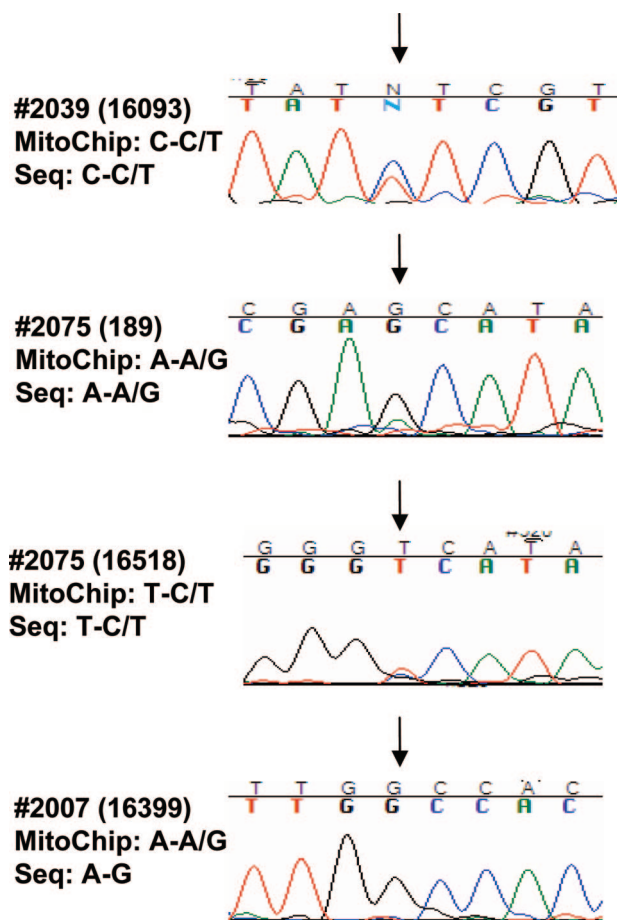 T A T N T C G T
T A T N T C G T
#2039 (16093)
MitoChip: C-C/T
Seq: C-C/T
C G A G C A T A
C G A G C A T A
#2075 (189)
MitoChip: A-A/G
Seq: A-A/G
G G G T C A T A
G G G T C A T A
#2075 (16518)
MitoChip: T-C/T
Seq: T-C/T
T T G G C C A C
T T G G C C A C
#2007 (16399)
MitoChip: A-A/G
Seq: A-G